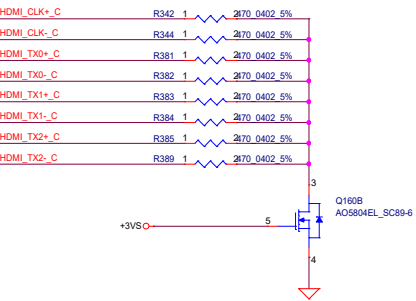 HDMI_CLK+_C R342 1 2 470_0402_5%
HDMI_CLK-_C R344 1 2 470_0402_5%
HDMI_TX0+_C R381 1 2 470_0402_5%
HDMI_TX0-_C R382 1 2 470_0402_5%
HDMI_TX1+_C R383 1 2 470_0402_5%
HDMI_TX1-_C R384 1 2 470_0402_5%
HDMI_TX2+_C R385 1 2 470_0402_5%
HDMI_TX2-_C R389 1 2 470_0402_5%
3
Q160B
AO5804EL_SC89-6
+3VS 5
4